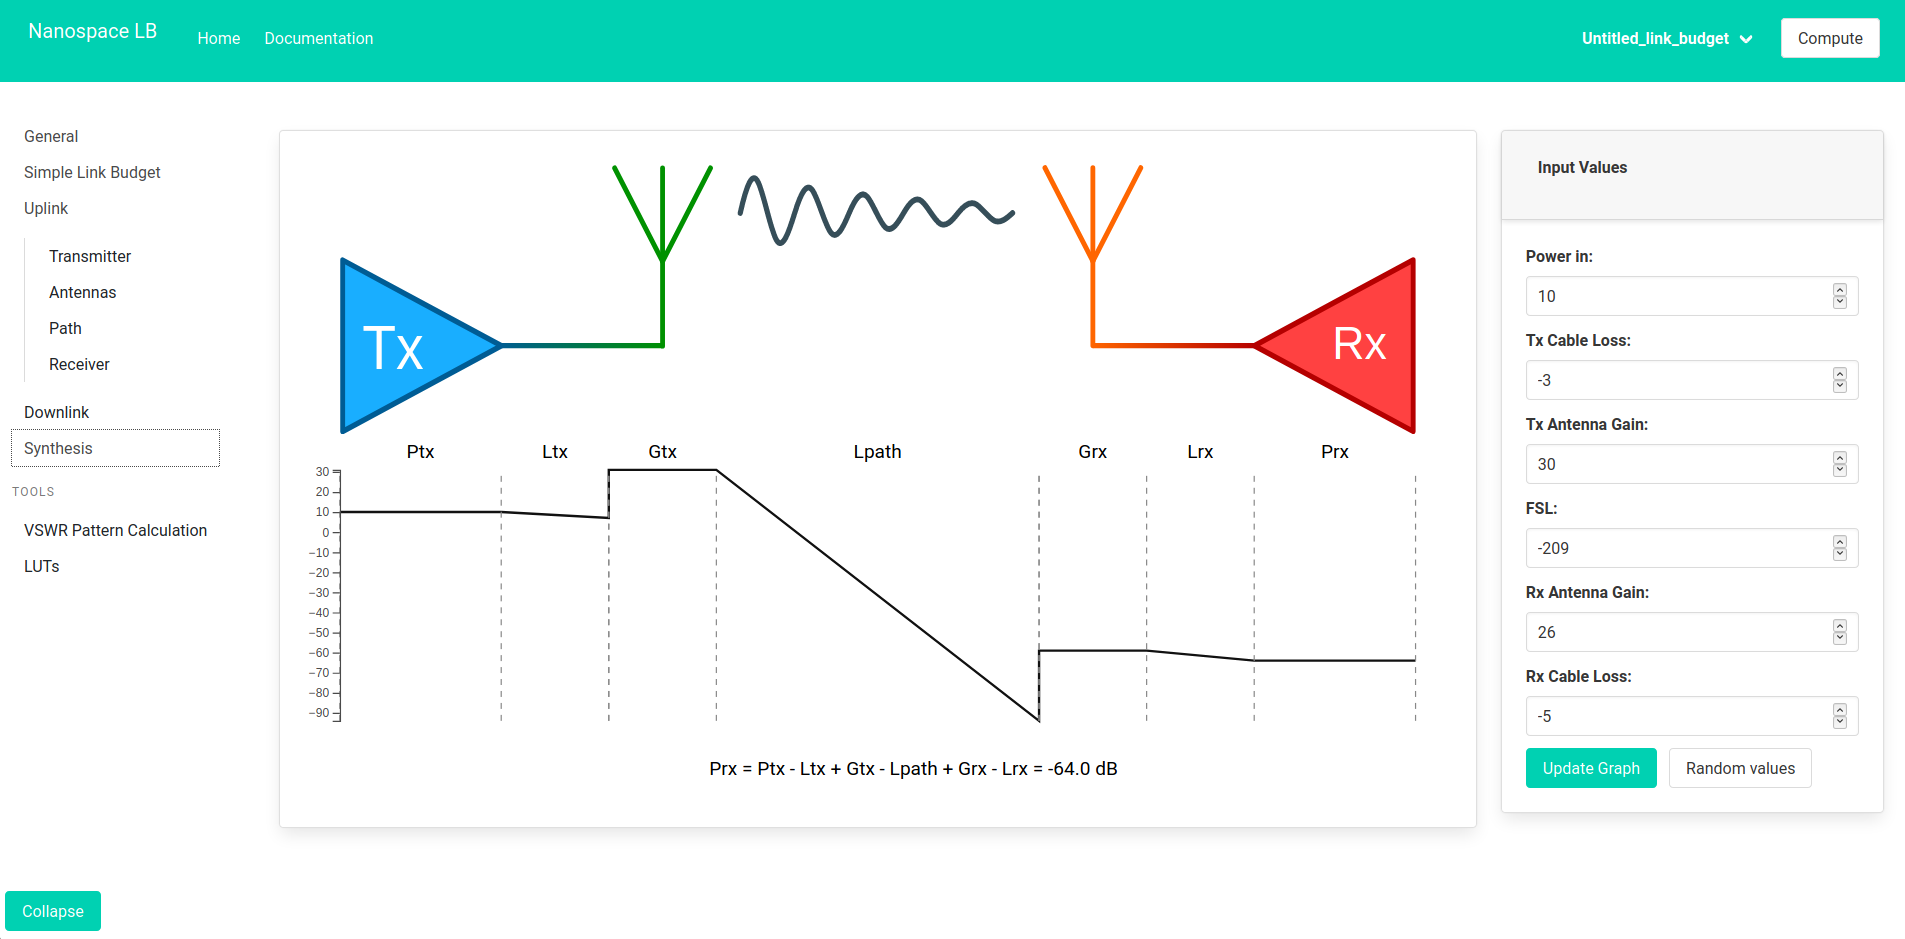 Nanospace LB
Home
Documentation
Untitled_link_budget
Compute
General
Simple Link Budget
Uplink
Transmitter
Antennas
Path
Receiver
Downlink
Synthesis
TOOLS
VSWR Pattern Calculation
LUTs
Collapse
Tx
Rx
Ptx Ltx Gtx Lpath Grx Lrx Prx
30
20
10
0
−10
−20
−30
−40
−50
−60
−70
−80
−90
Prx = Ptx - Ltx + Gtx - Lpath + Grx - Lrx = -64.0 dB
Input Values
Power in:
10
Tx Cable Loss:
-3
Tx Antenna Gain:
30
FSL:
-209
Rx Antenna Gain:
26
Rx Cable Loss:
-5
Update Graph
Random values